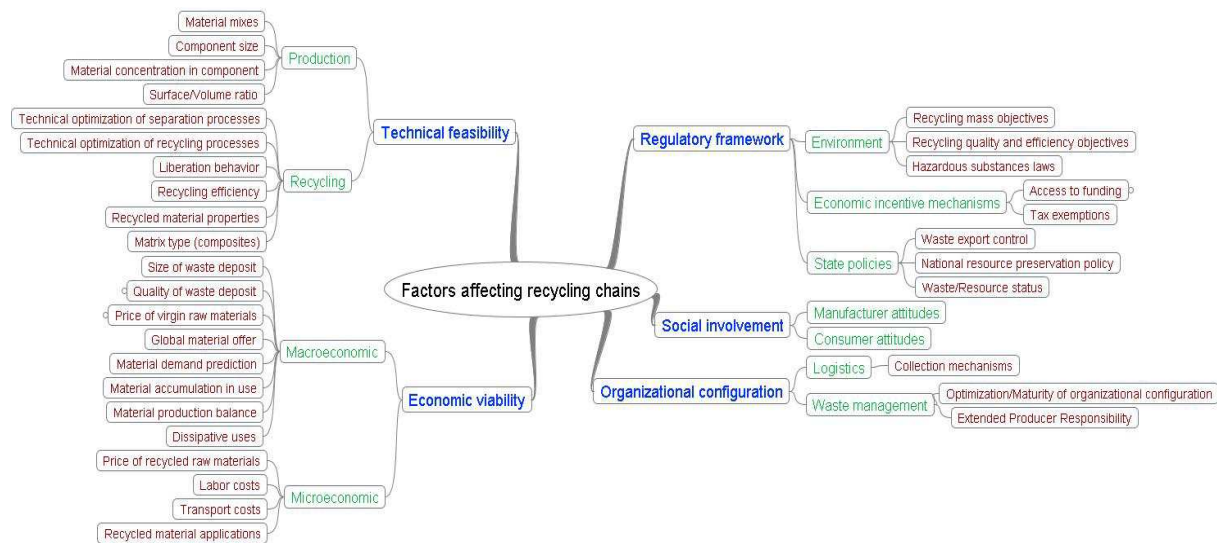 Factors affecting recycling chains
Technical feasibility
Production
Material mixes
Component size
Material concentration in component
Surface/Volume ratio
Recycling
Technical optimization of separation processes
Technical optimization of recycling processes
Liberation behavior
Recycling efficiency
Recycled material properties
Matrix type (composites)
Economic viability
Macroeconomic
Size of waste deposit
Quality of waste deposit
Price of virgin raw materials
Global material offer
Material demand prediction
Material accumulation in use
Material production balance
Dissipative uses
Microeconomic
Price of recycled raw materials
Labor costs
Transport costs
Recycled material applications
Regulatory framework
Environment
Recycling mass objectives
Recycling quality and efficiency objectives
Hazardous substances laws
Economic incentive mechanisms
Access to funding
Tax exemptions
State policies
Waste export control
National resource preservation policy
Waste/Resource status
Social involvement
Manufacturer attitudes
Consumer attitudes
Organizational configuration
Logistics
Collection mechanisms
Waste management
Optimization/Maturity of organizational configuration
Extended Producer Responsibility